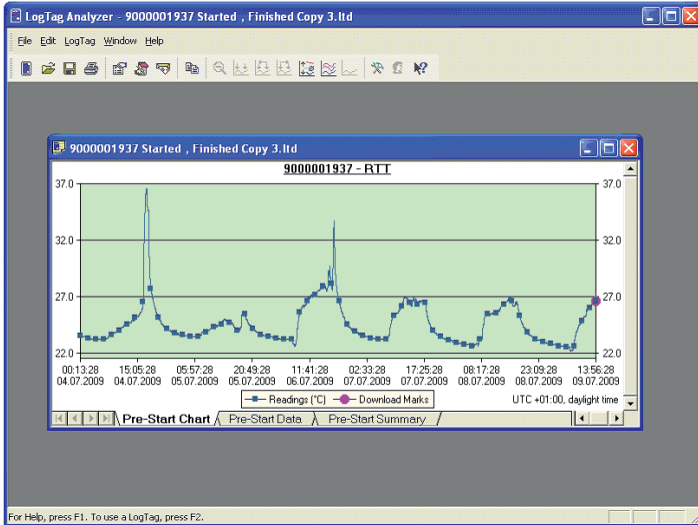 LogTag Analyzer - 9000001937 Started , Finished Copy 3.ltd
File Edit LogTag Window Help
9000001937 Started , Finished Copy 3.ltd
9000001937 - RTT
37.0 37.0
32.0 32.0
27.0 27.0
22.0 22.0
00:13:28 15:05:28 05:57:28 20:49:28 11:41:28 02:33:28 17:25:28 08:17:28 23:09:28 13:56:28
04.07.2009 04.07.2009 05.07.2009 05.07.2009 06.07.2009 07.07.2009 07.07.2009 08.07.2009 08.07.2009 09.07.2009
Readings (°C) Download Marks UTC +01:00, daylight time
Pre-Start Chart Pre-Start Data Pre-Start Summary
For Help, press F1. To use a LogTag, press F2.